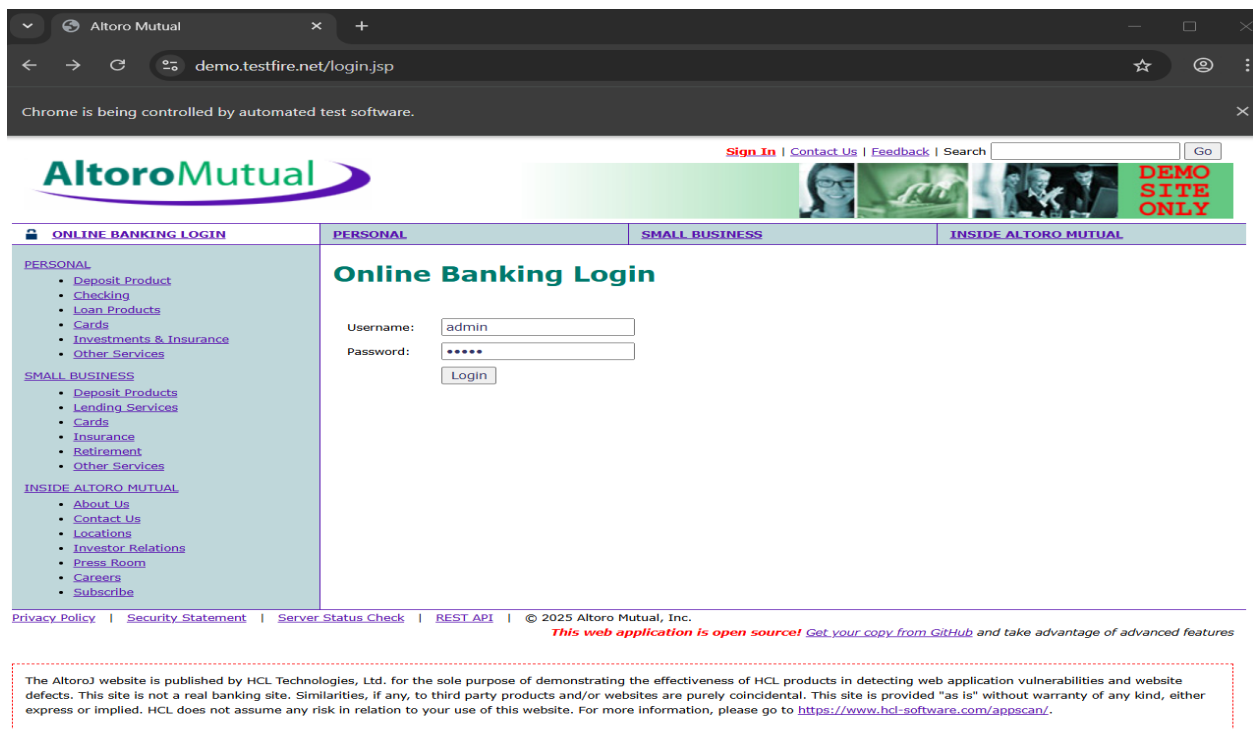 Altoro Mutual
demo.testfire.net/login.jsp
Chrome is being controlled by automated test software.
AltoroMutual
Sign In | Contact Us | Feedback | Search Go
DEMO
SITE
ONLY
ONLINE BANKING LOGIN PERSONAL SMALL BUSINESS INSIDE ALTORO MUTUAL
PERSONAL
• Deposit Product
• Checking
• Loan Products
• Cards
• Investments & Insurance
• Other Services
SMALL BUSINESS
• Deposit Products
• Lending Services
• Cards
• Insurance
• Retirement
• Other Services
INSIDE ALTORO MUTUAL
• About Us
• Contact Us
• Locations
• Investor Relations
• Press Room
• Careers
• Subscribe
Online Banking Login
Username: admin
Password: •••••
Login
Privacy Policy | Security Statement | Server Status Check | REST API | © 2025 Altoro Mutual, Inc.
This web application is open source! Get your copy from GitHub and take advantage of advanced features
The AltoroJ website is published by HCL Technologies, Ltd. for the sole purpose of demonstrating the effectiveness of HCL products in detecting web application vulnerabilities and website
defects. This site is not a real banking site. Similarities, if any, to third party products and/or websites are purely coincidental. This site is provided "as is" without warranty of any kind, either
express or implied. HCL does not assume any risk in relation to your use of this website. For more information, please go to https://www.hcl-software.com/appscan/.